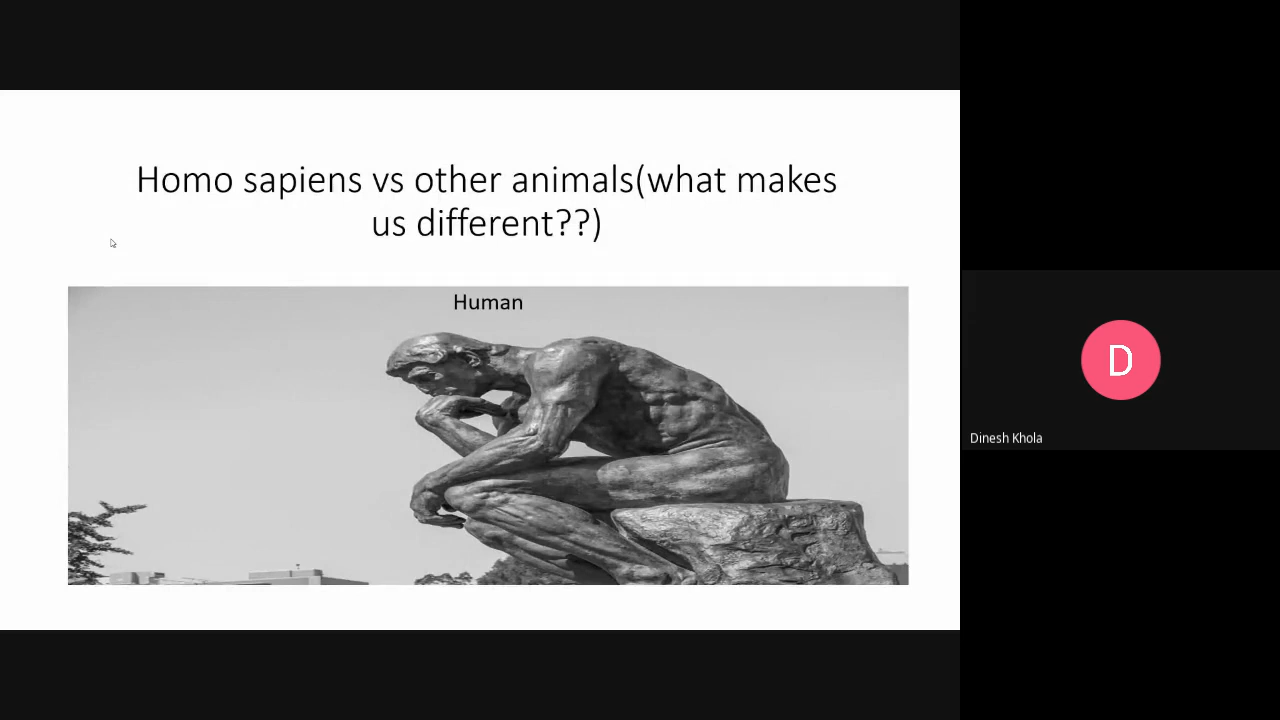 Homo sapiens vs other animals(what makes
us different??)
Human
D
Dinesh Khola